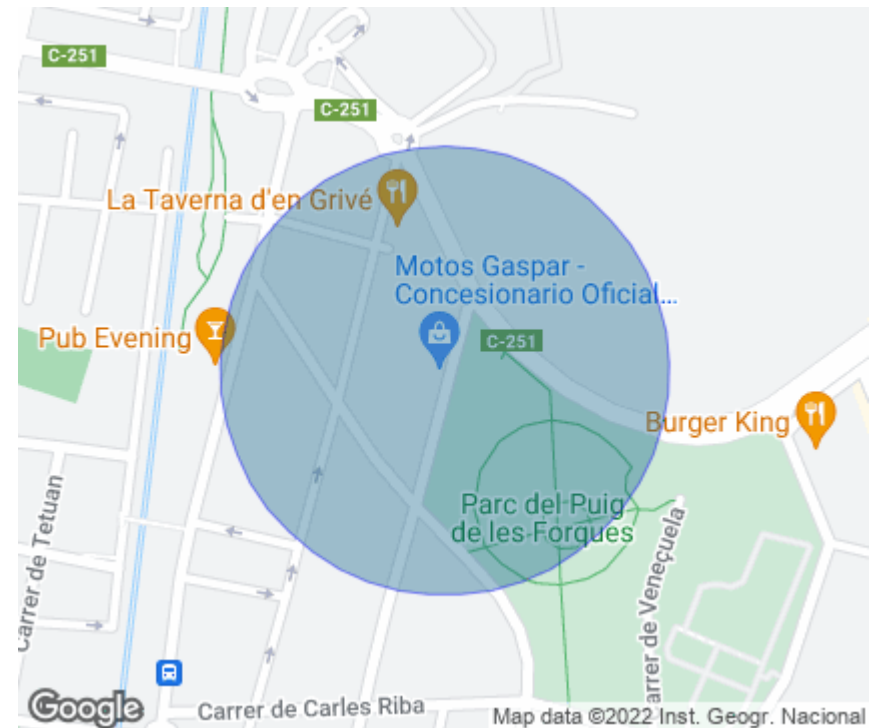 C-251
C-251
La Taverna d'en Grivé
Motos Gaspar -
Concesionario Oficial...
Pub Evening
C-251
Burger King
Parc del Puig
de les Forques
Carrer de Tetuan
arrer de Veneçuela
Carrer de Carles Riba
Google
Map data ©2022 Inst. Geogr. Nacional